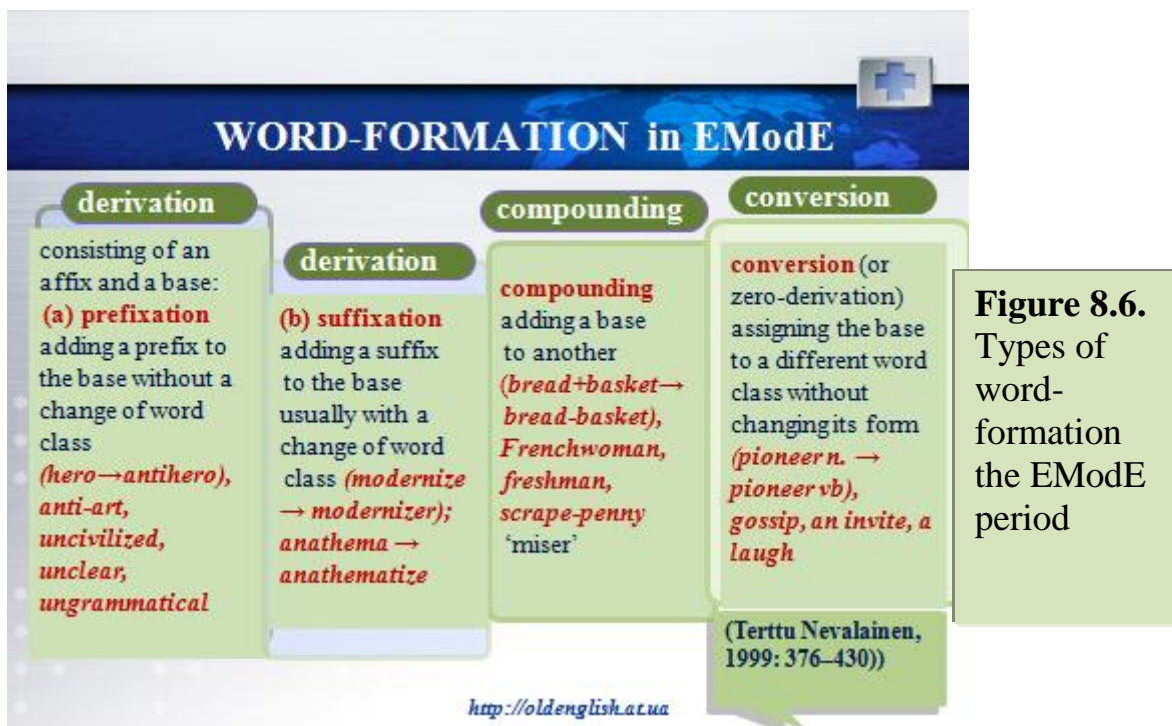 WORD-FORMATION in EModE
derivation
consisting of an
affix and a base:
(a) prefixation
adding a prefix to
the base without a
change of word
class
(hero→antihero),
anti-art,
uncivilized,
unclear,
ungrammatical
derivation
(b) suffixation
adding a suffix
to the base
usually with a
change of word
class (modernize
→ modernizer);
anathema →
anathematize
compounding
compounding
adding a base
to another
(bread+basket→
bread-basket),
Frenchwoman,
freshman,
scrape-penny
‘miser’
conversion
conversion (or
zero-derivation)
assigning the base
to a different word
class without
changing its form
(pioneer n. →
pioneer vb),
gossip, an invite, a
laugh
(Terttu Nevalainen,
1999: 376–430))
http://oldenglish.at.ua
Figure 8.6.
Types of
word-
formation
the EModE
period